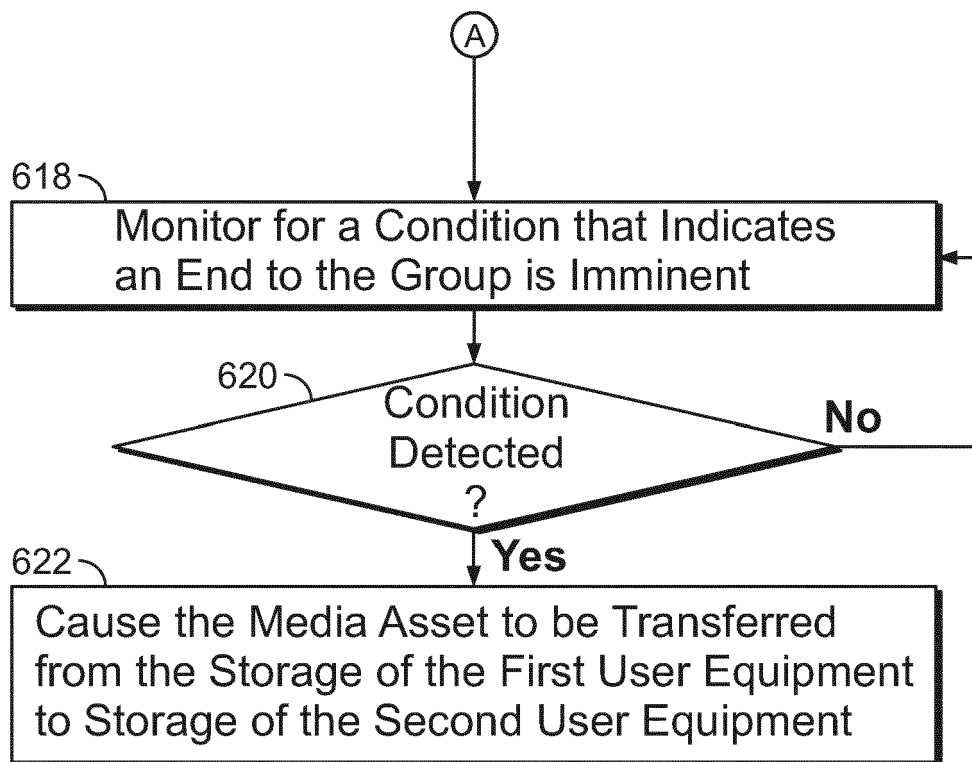 A
618
Monitor for a Condition that Indicates
an End to the Group is Imminent
620
Condition
Detected
?
No
Yes
622
Cause the Media Asset to be Transferred
from the Storage of the First User Equipment
to Storage of the Second User Equipment